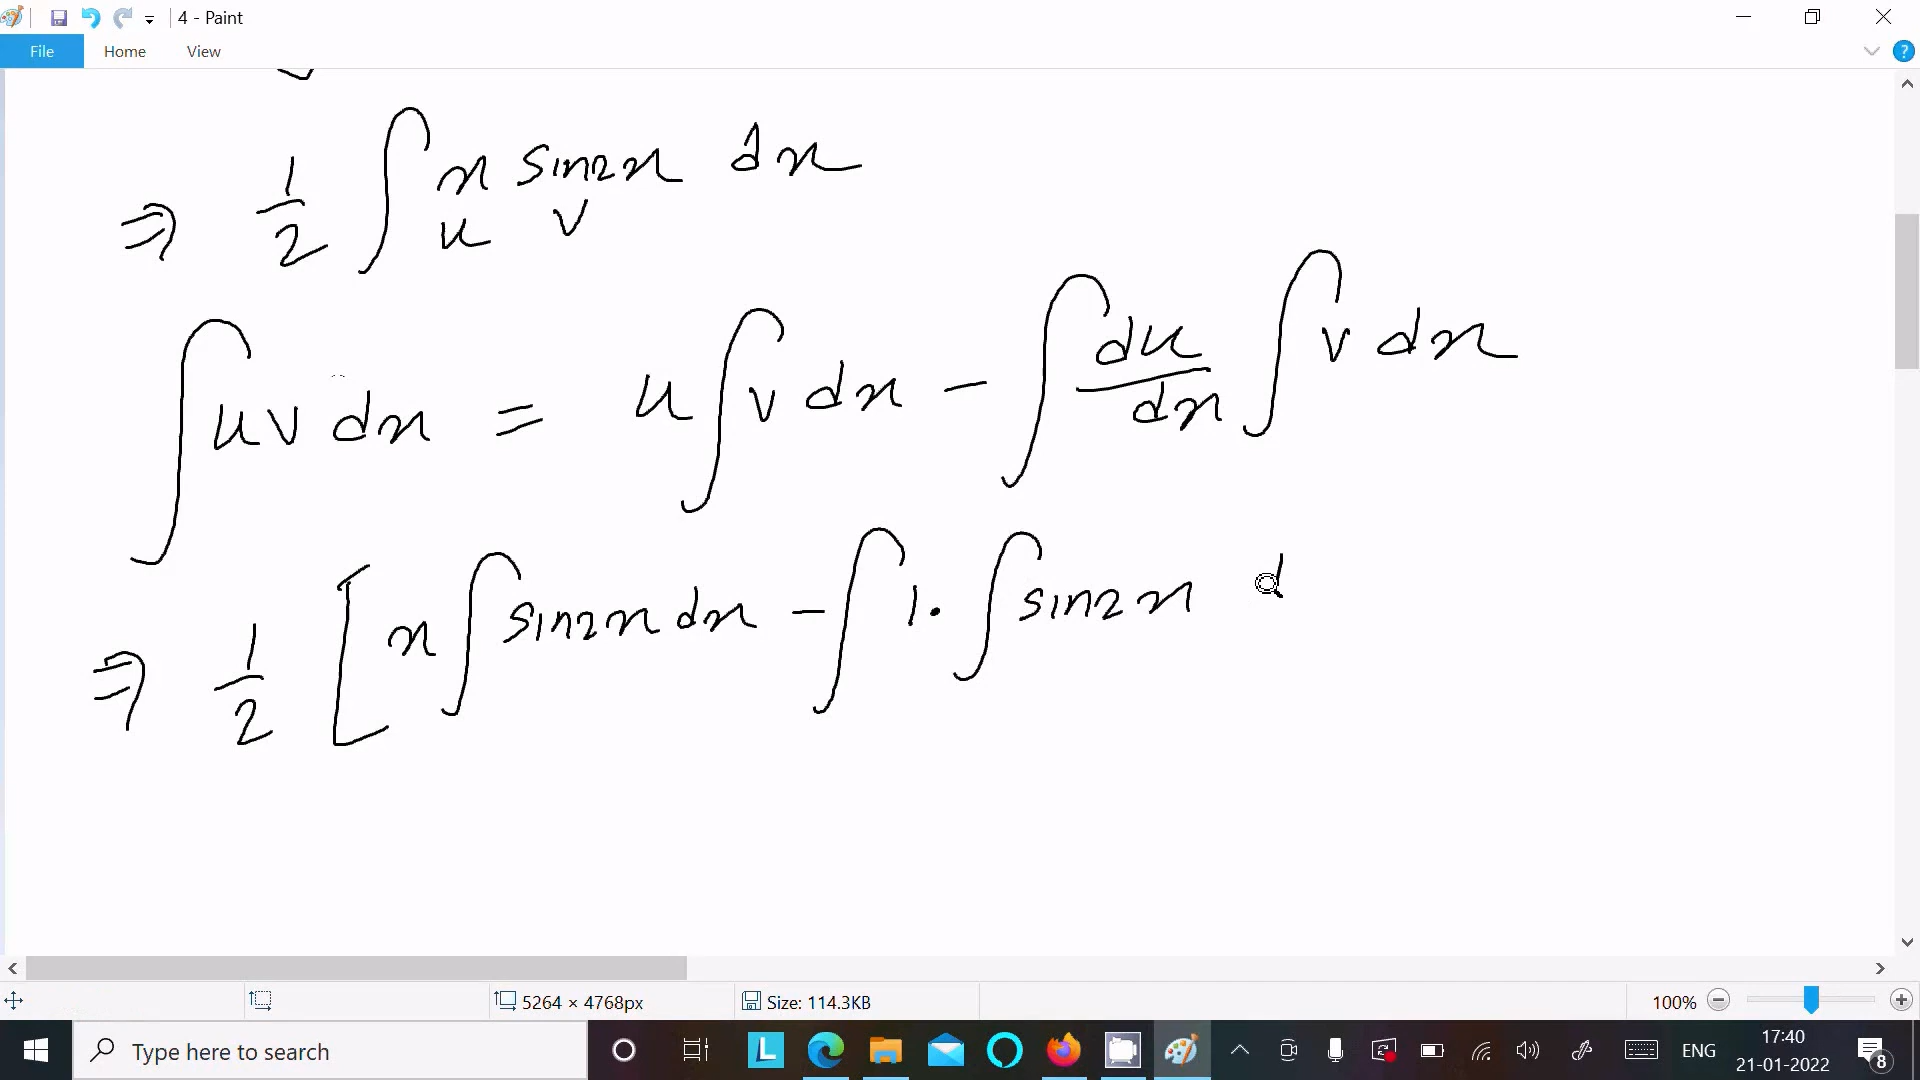 4 - Paint
File Home View
⇒ 1/2 ∫ x sin2x dx
u v
∫ uv dx = u ∫ v dx - ∫ du/dx ∫ v dx
⇒ 1/2 [ x ∫ sin2x dx - ∫ 1. ∫ sin2x d
5264 × 4768px Size: 114.3KB 100%
Type here to search L ENG 17:40
21-01-2022 8